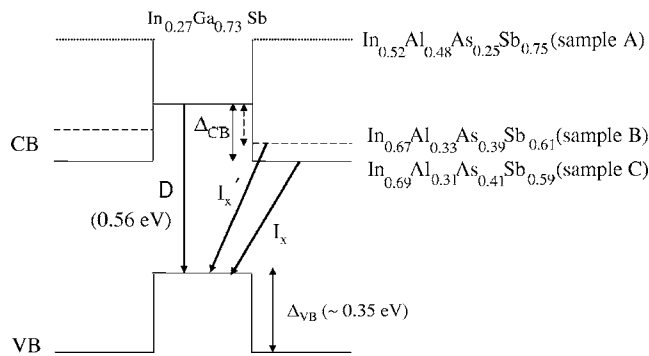 In0.27Ga0.73Sb
In0.52Al0.48As0.25Sb0.75(sample A)
ΔCB
In0.67Al0.33As0.39Sb0.61(sample B)
CB
In0.69Al0.31As0.41Sb0.59(sample C)
D
Ix'
(0.56 eV)
Ix
ΔVB (~ 0.35 eV)
VB